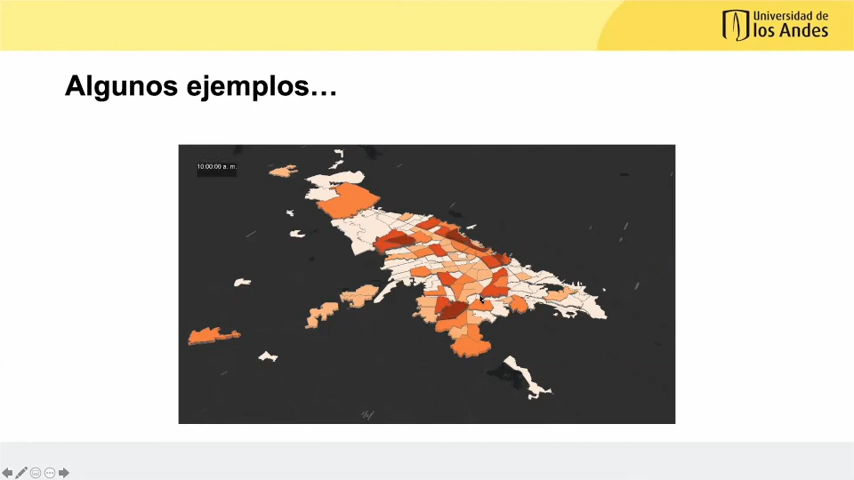 Universidad de
los Andes
Algunos ejemplos…
10:00:00 a. m.